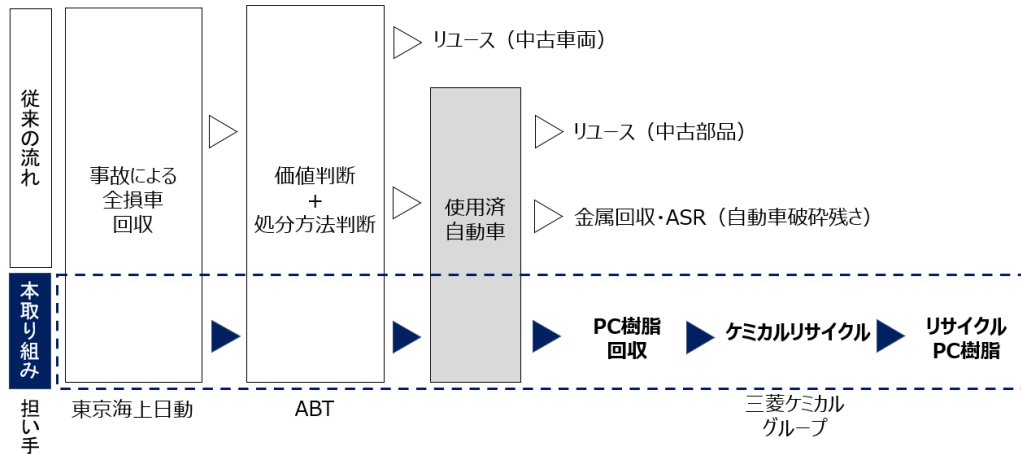 従来の流れ
事故による
全損車
回収
価値判断
+
処分方法判断
リユース（中古車両）
使用済
自動車
リユース（中古部品）
金属回収・ASR（自動車破砕残さ）
本取り組み
PC樹脂
回収
ケミカルリサイクル
リサイクル
PC樹脂
担い手
東京海上日動
ABT
三菱ケミカル
グループ